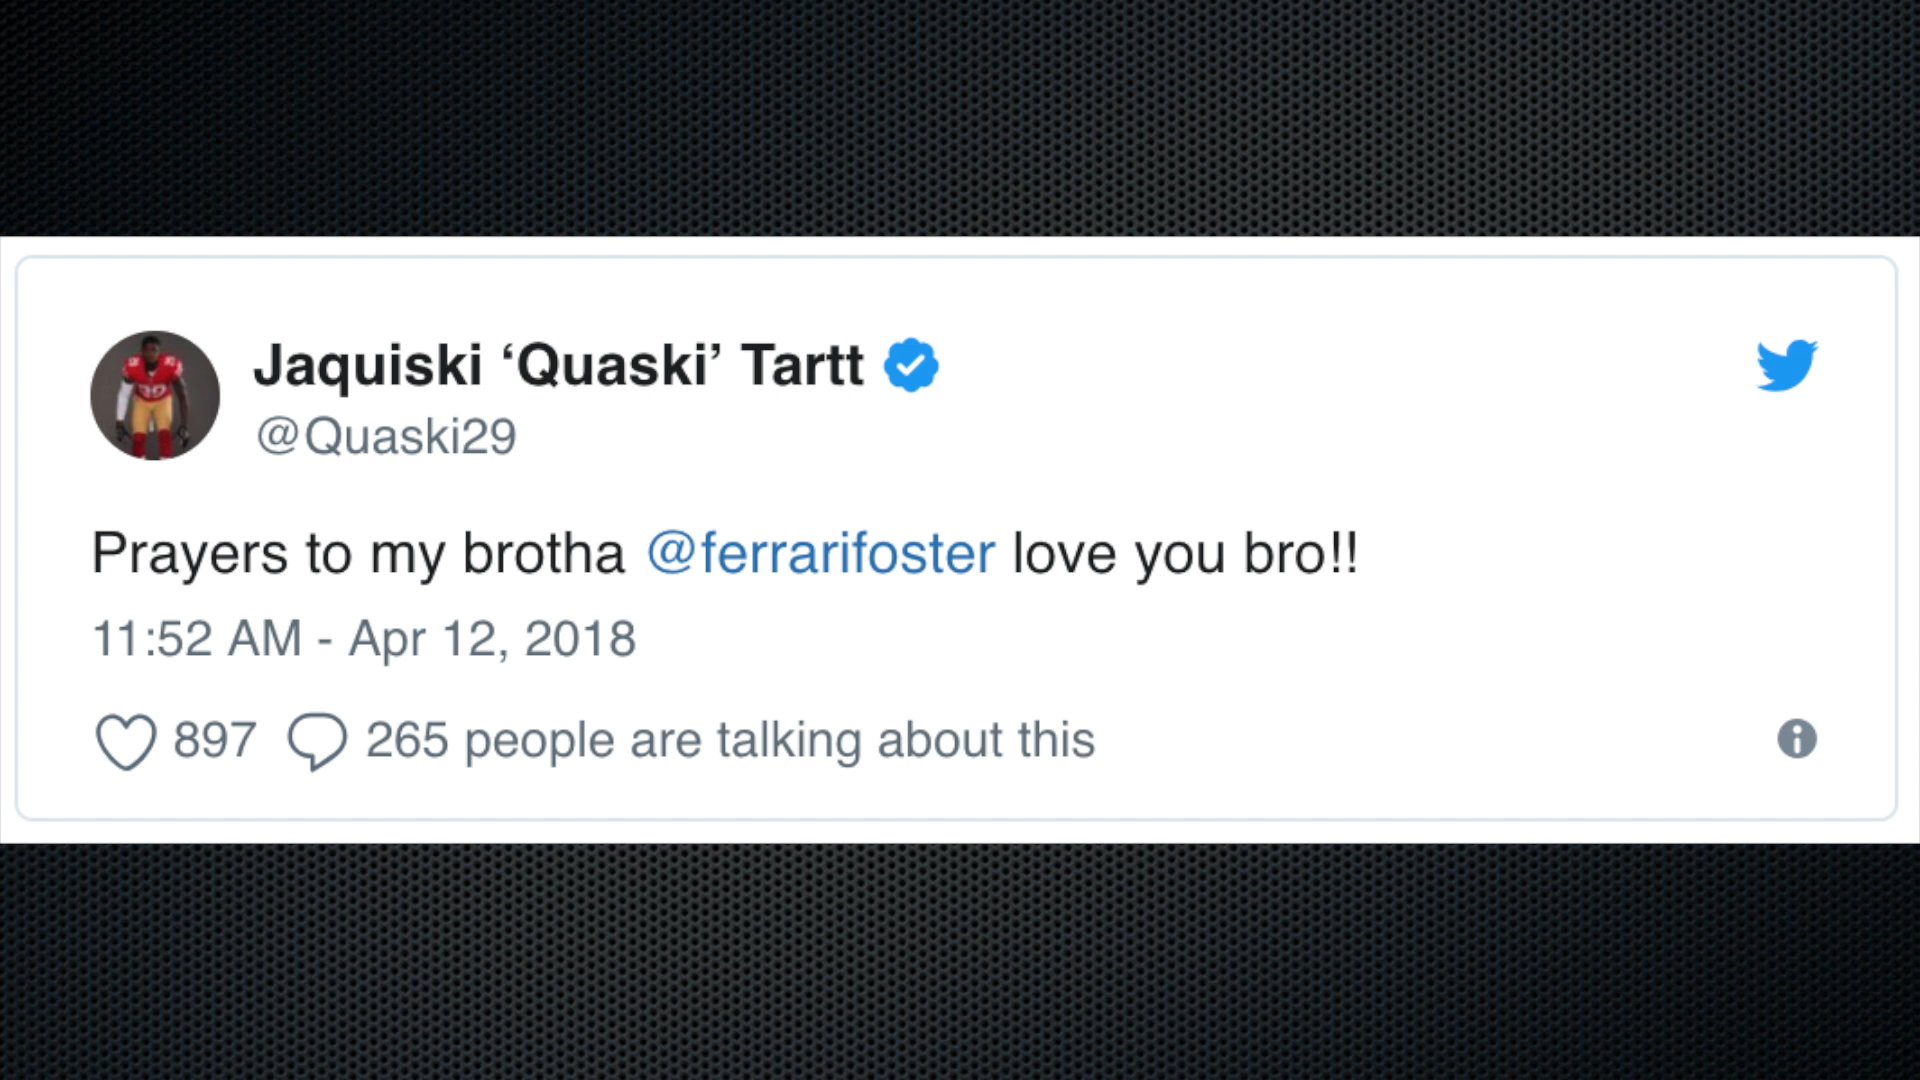 Jaquiski ‘Quaski’ Tartt
@Quaski29
Prayers to my brotha @ferrarifoster love you bro!!
11:52 AM - Apr 12, 2018
897 265 people are talking about this